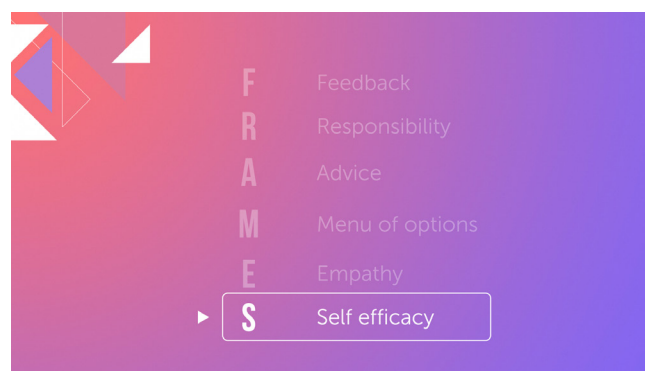 F Feedback
R Responsibility
A Advice
M Menu of options
E Empathy
S Self efficacy